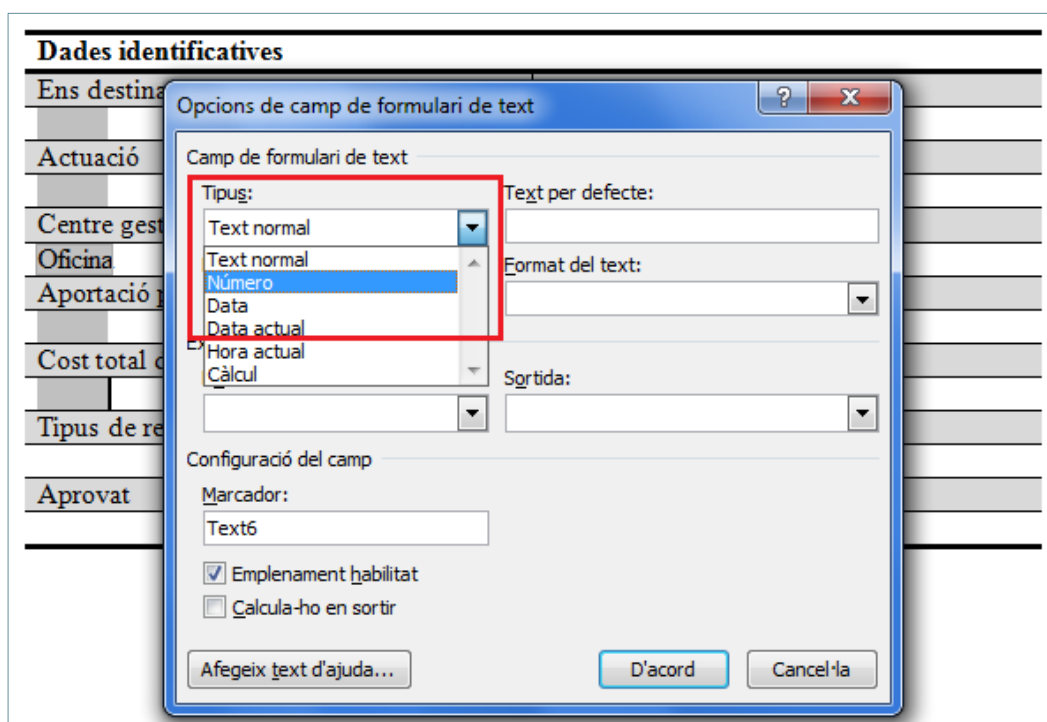 Dades identificatives
Ens destina
Opcions de camp de formulari de text
Actuació
Camp de formulari de text
Tipus:
Text per defecte:
Centre gest
Text normal
Oficina
Text normal
Format del text:
Número
Aportació
Data
Data actual
Hora actual
Cost total
Càlcul
Sortida:
Tipus de re
Configuració del camp
Aprovat
Marcador:
Text6
Emplenament habilitat
Calcula-ho en sortir
Afegeix text d'ajuda...
D'acord
Cancel·la